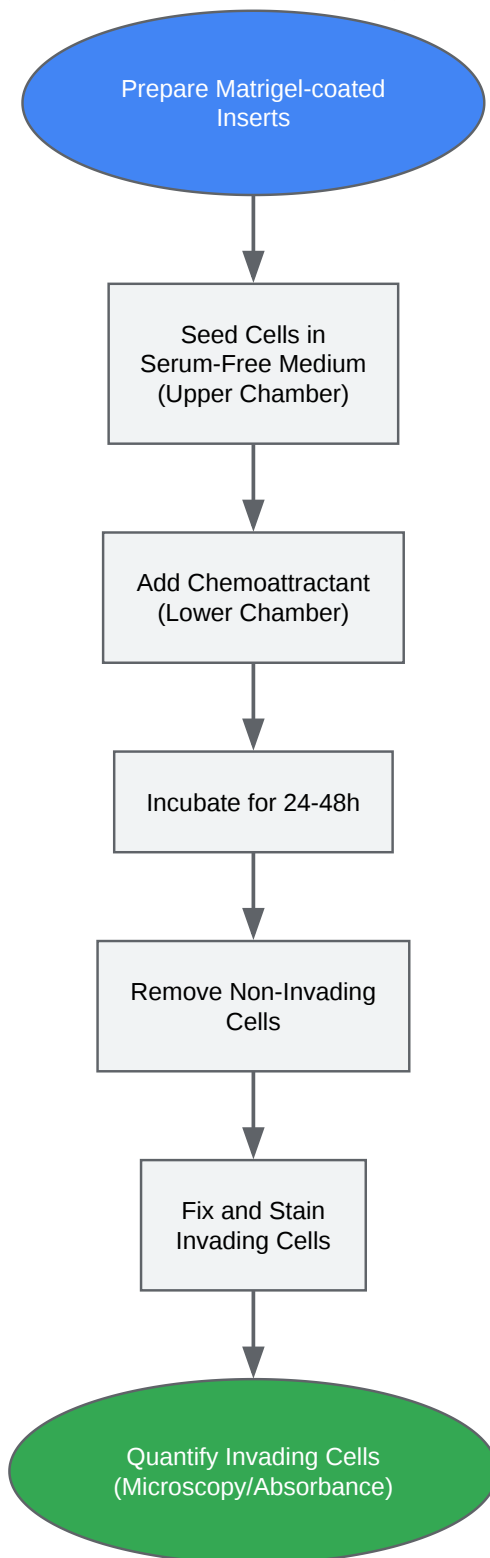 Prepare Matrigel-coated
Inserts
Seed Cells in
Serum-Free Medium
(Upper Chamber)
Add Chemoattractant
(Lower Chamber)
Incubate for 24-48h
Remove Non-Invading
Cells
Fix and Stain
Invading Cells
Quantify Invading Cells
(Microscopy/Absorbance)